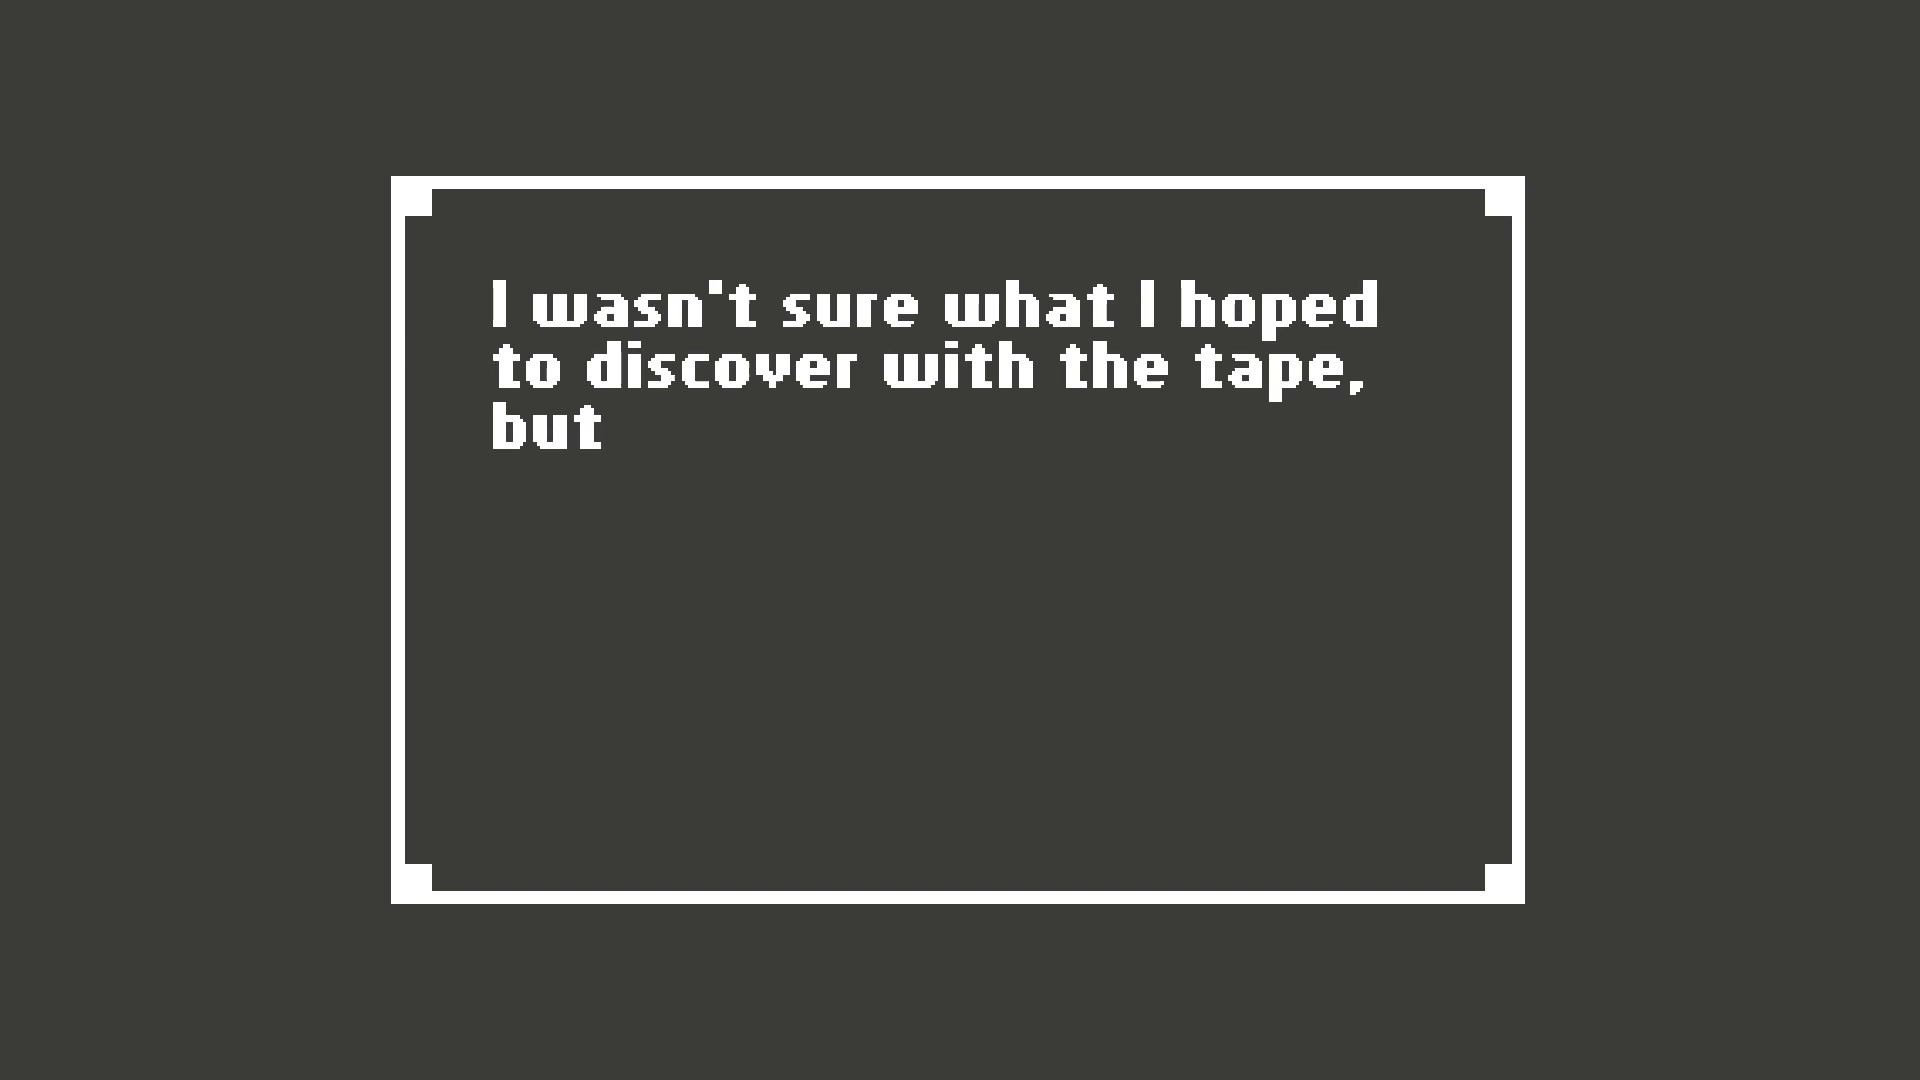 I wasn't sure what I hoped
to discover with the tape,
but